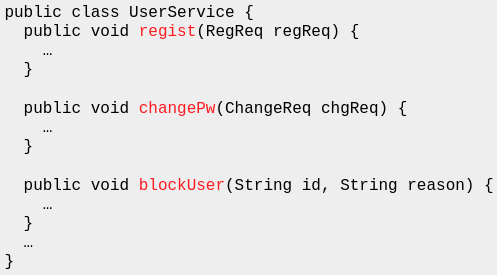 public class UserService {
  public void regist(RegReq regReq) {
    …
  }

  public void changePw(ChangeReq chgReq) {
    …
  }

  public void blockUser(String id, String reason) {
    …
  }
  …
}